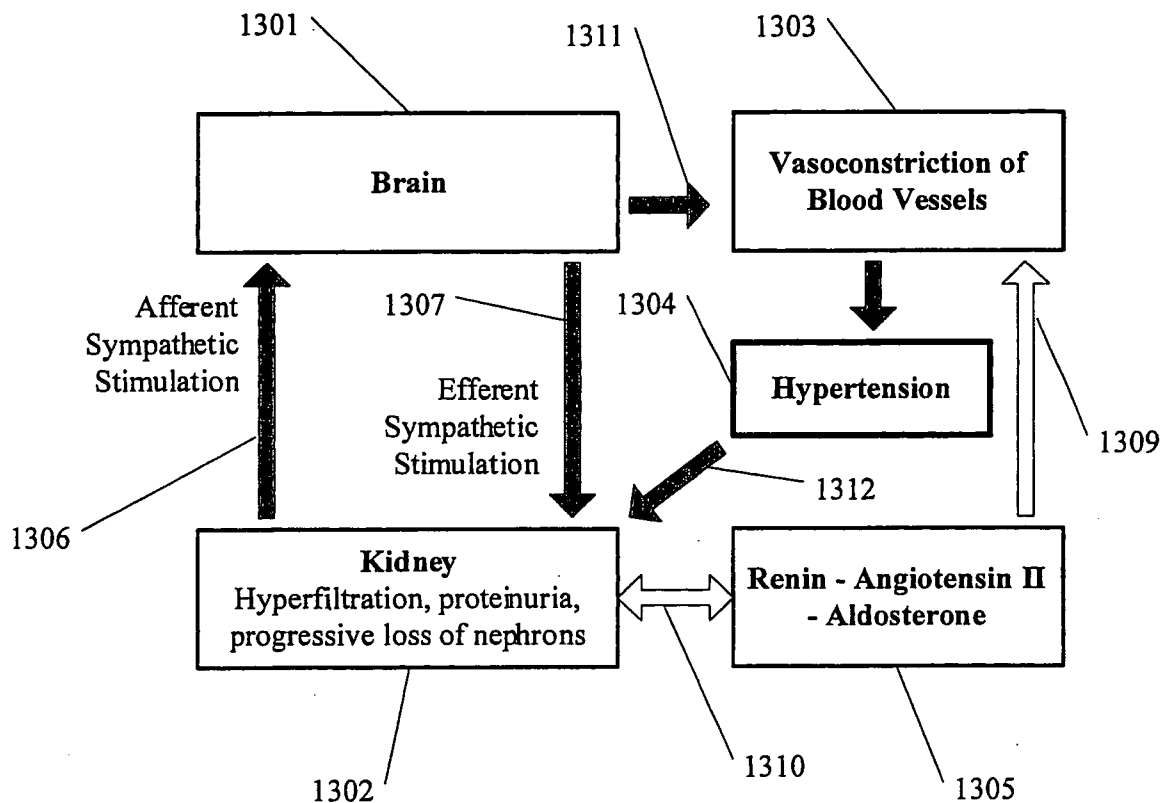 1301
1311
1303
Brain
Vasoconstriction of
Blood Vessels
Afferent
Sympathetic
Stimulation
1307
1304
Hypertension
Efferent
Sympathetic
Stimulation
1309
1312
1306
Kidney
Hyperfiltration, proteinuria,
progressive loss of nephrons
Renin - Angiotensin II
- Aldosterone
1310
1302
1305